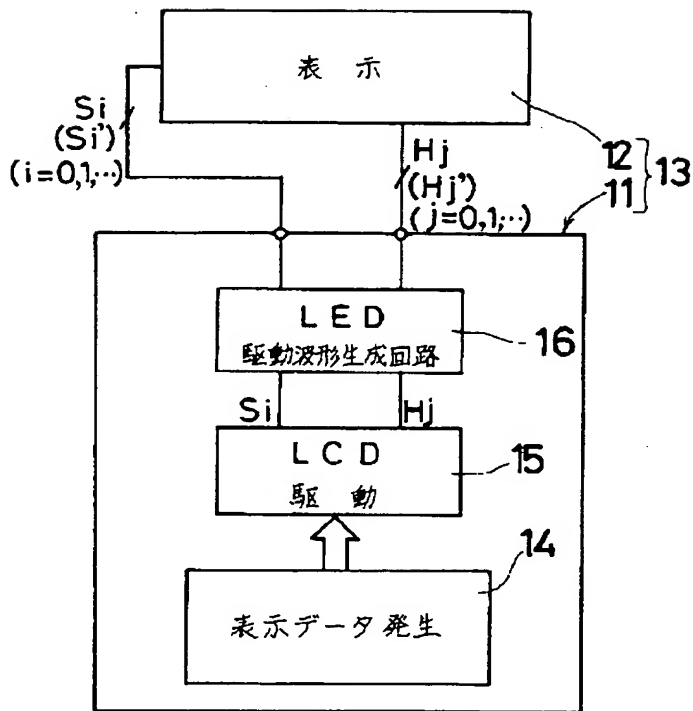 表示
Si
(Si')
(i=0,1,…)
Hj
(Hj')
(j=0,1,…)
12
11
13
LED
駆動波形生成回路
16
Si
Hj
LCD
駆動
15
14
表示データ発生